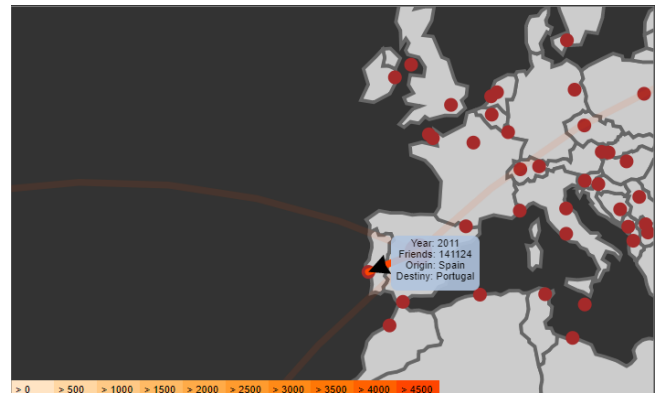 Year: 2011
Friends: 141124
Origin: Spain
Destiny: Portugal
> 0 > 500 > 1000 > 1500 > 2000 > 2500 > 3000 > 3500 > 4000 > 4500